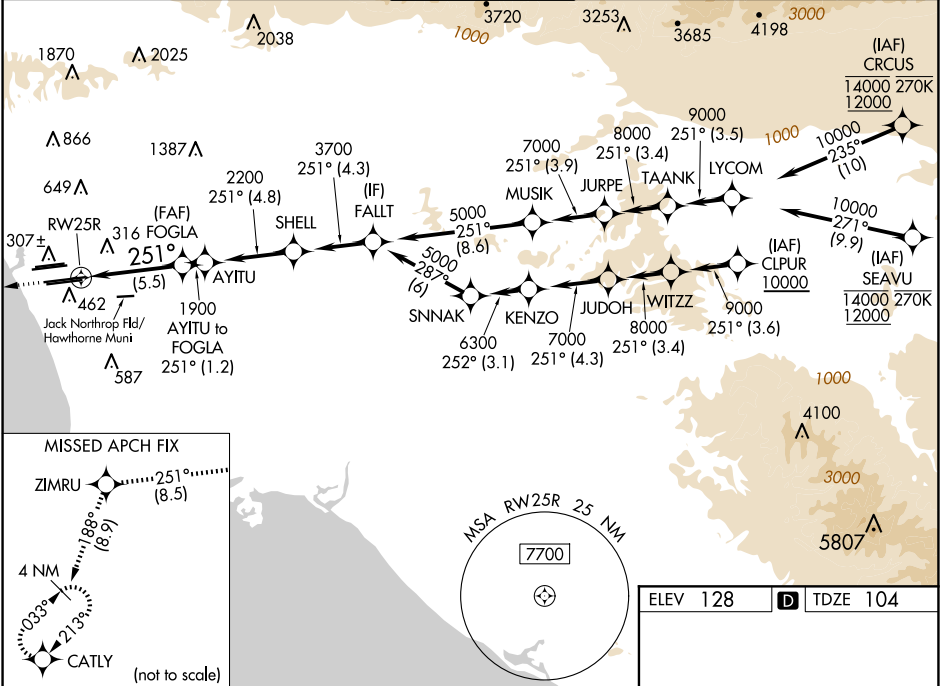 3720
3253
3000
2038
1000
3685
4198
1870
2025
(IAF)
CRCUS
14000 270K
12000
866
1387
9000
251° (3.5)
1000
10000
235°
(10)
7000
251° (3.9)
8000
251° (3.4)
3700
251° (4.3)
LYCOM
649
2200
251° (4.8)
(IF)
FALLT
MUSIK
JURPE
TAANK
RW25R
(FAF)
FOGLA
SHELL
5000
251°
(8.6)
10000
271°
(9.9)
307 ±
316
251°
(5.5)
AYITU
5000
287°
(6)
(IAF)
CLPUR
10000
(IAF)
SEAVU
14000 270K
12000
462
1900
AYITU to
FOGLA
251° (1.2)
SNNAK
KENZO
JUDOH
WITZZ
9000
251° (3.6)
Jack Northrop Fld/
Hawthorne Muni
6300
252° (3.1)
7000
251° (4.3)
8000
251° (3.4)
587
1000
4100
3000
5807
MISSED APCH FIX
ZIMRU
251°
(8.5)
188°
(8.9)
4 NM
033°
213°
CATLY
(not to scale)
MSA RW25R 25 NM
7700
ELEV 128 D TDZE 104